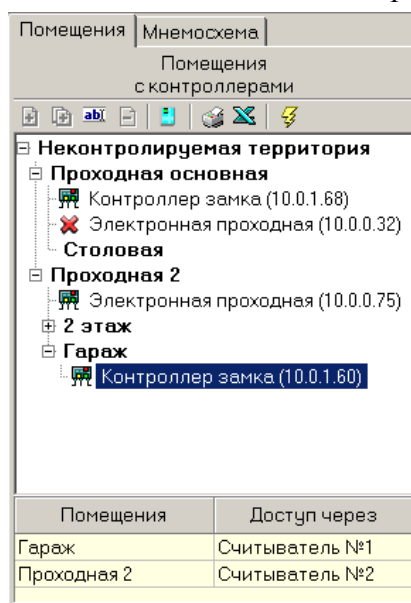 Помещения Мнемосхема
Помещения
с контроллерами
abI
Неконтролируемая территория
Проходная основная
Контроллер замка (10.0.1.68)
Электронная проходная (10.0.0.32)
Столовая
Проходная 2
Электронная проходная (10.0.0.75)
2 этаж
Гараж
Контроллер замка (10.0.1.60)
Помещения Доступ через
Гараж Считыватель №1
Проходная 2 Считыватель №2